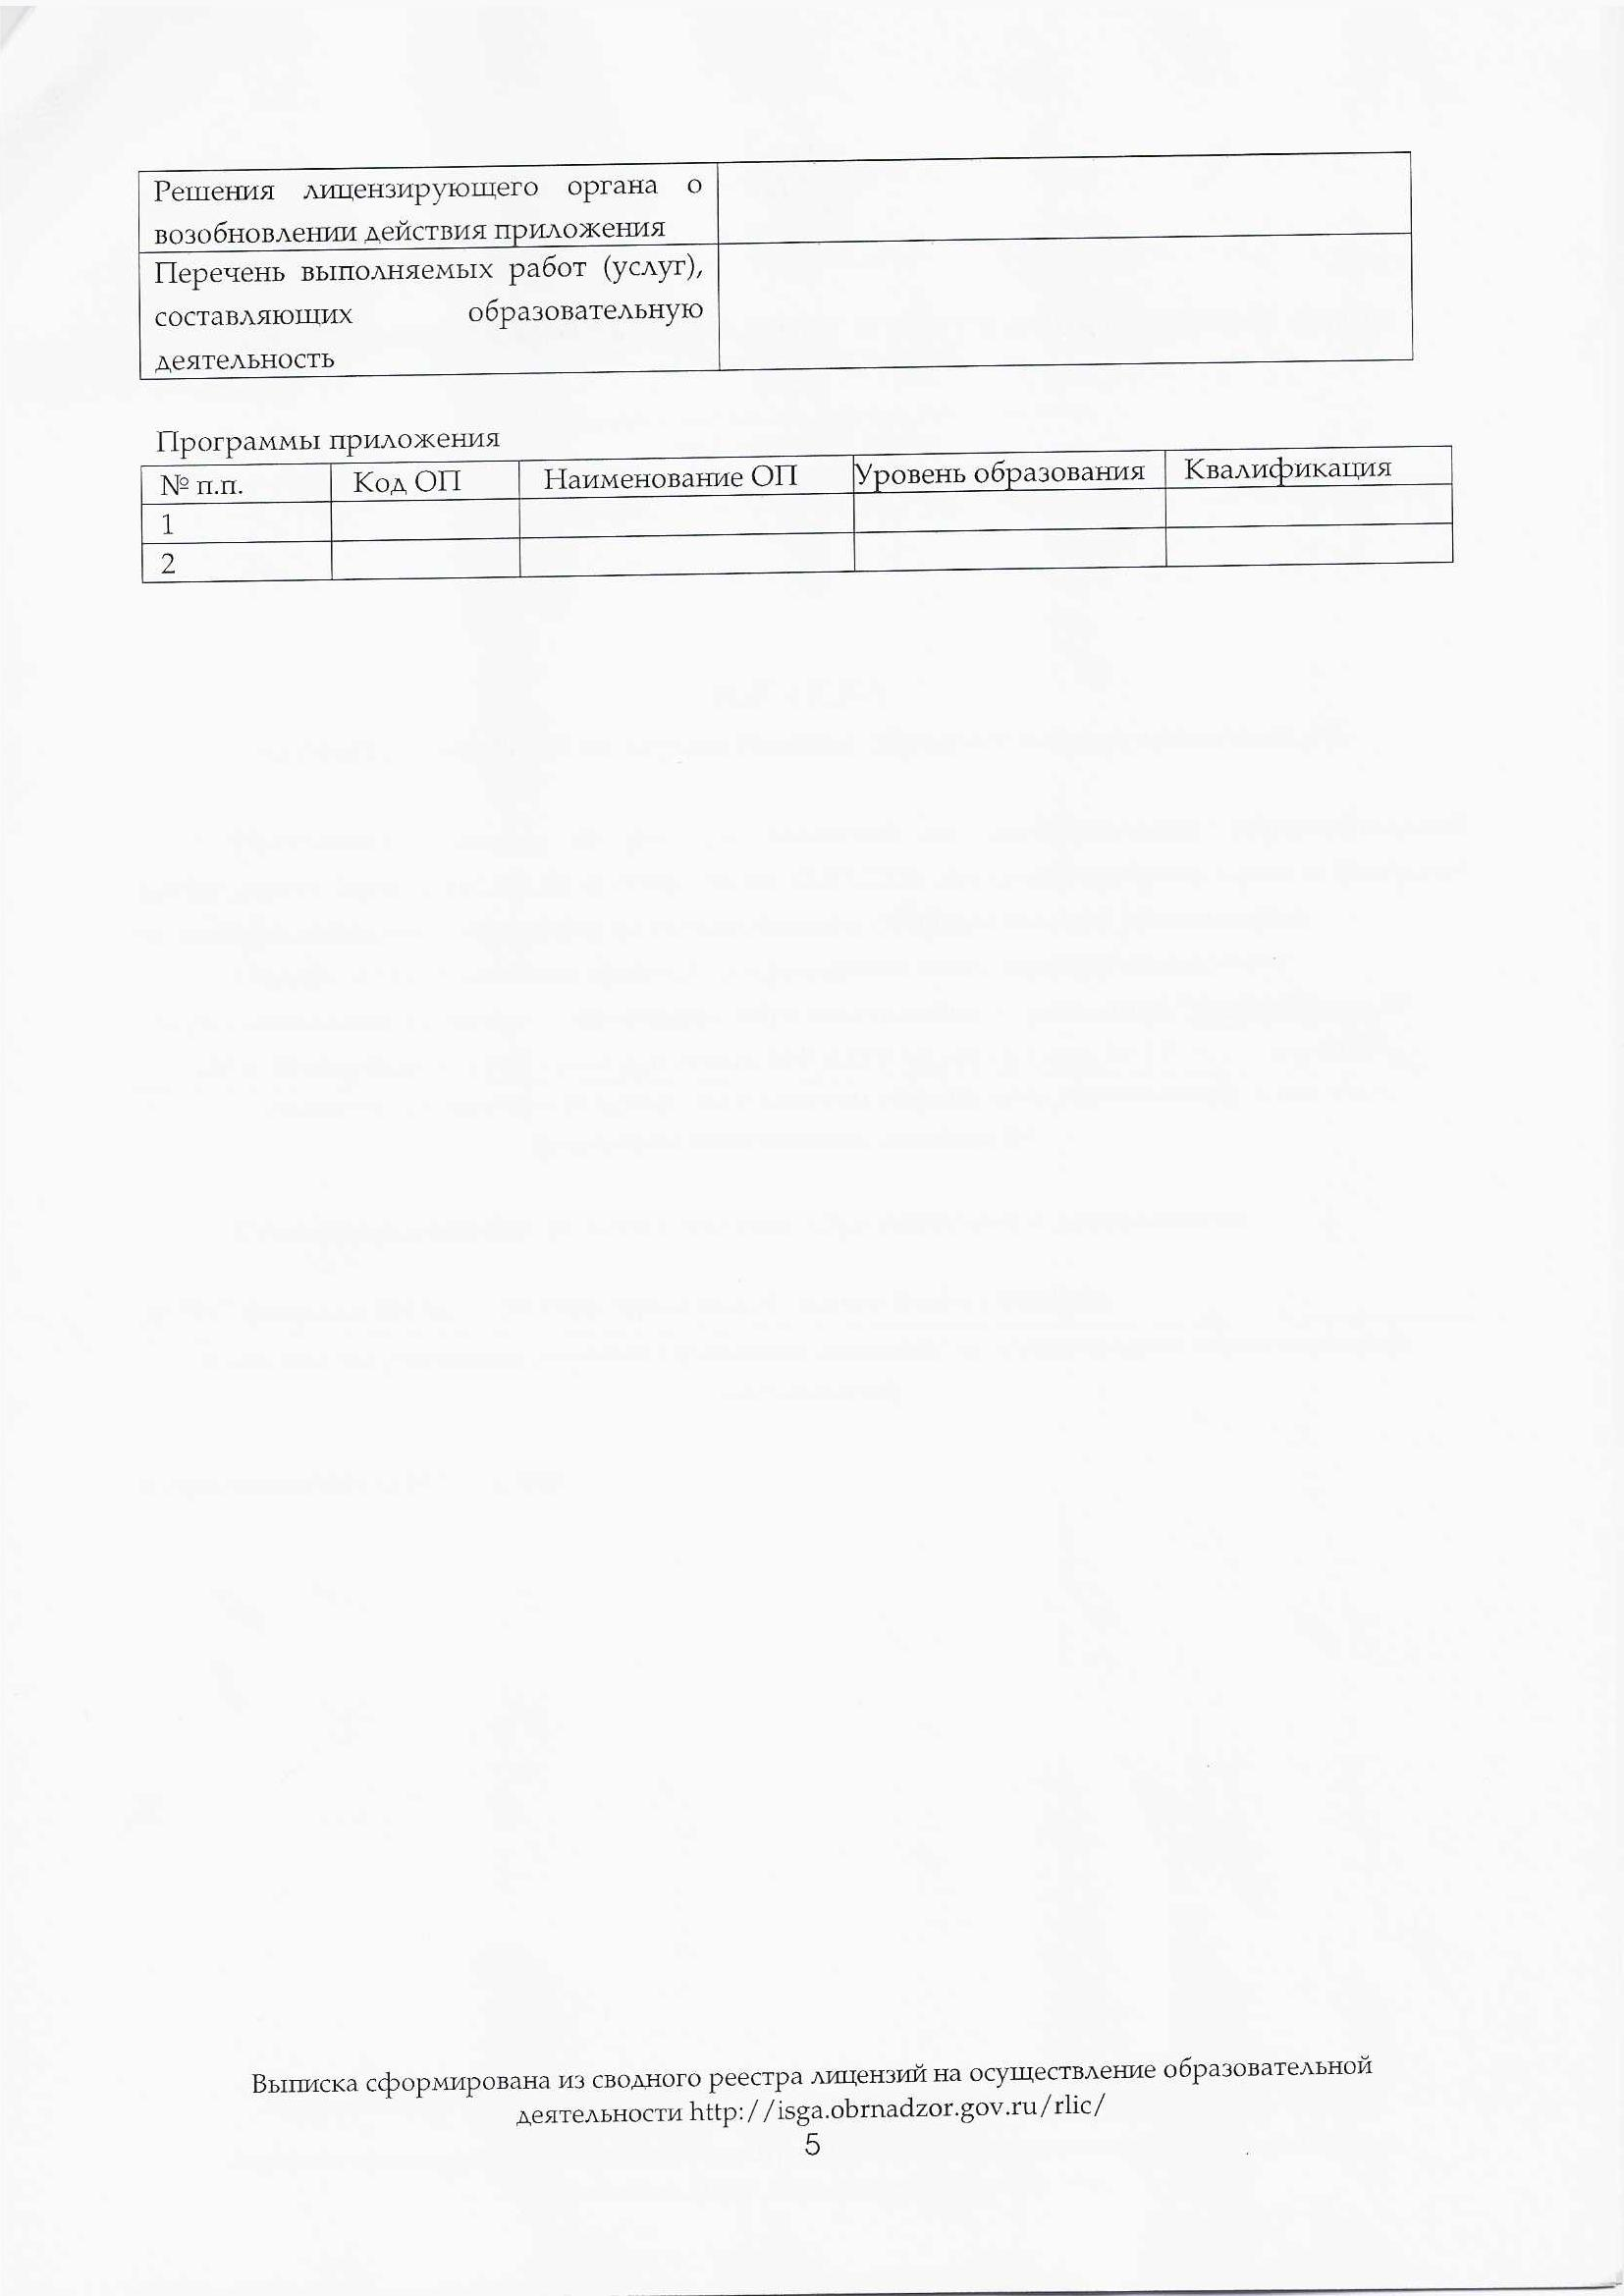 Решения лицензирующего органа о
возобновлении действия приложения
Перечень выполняемых работ (услуг),
составляющих образовательную
деятельность
Программы приложения
№ п.п. Код ОП Наименование ОП Уровень образования Квалификация
1
2
Выписка сформирована из сводного реестра лицензий на осуществление образовательной
деятельности http://isga.obrnadzor.gov.ru/rlic/
5